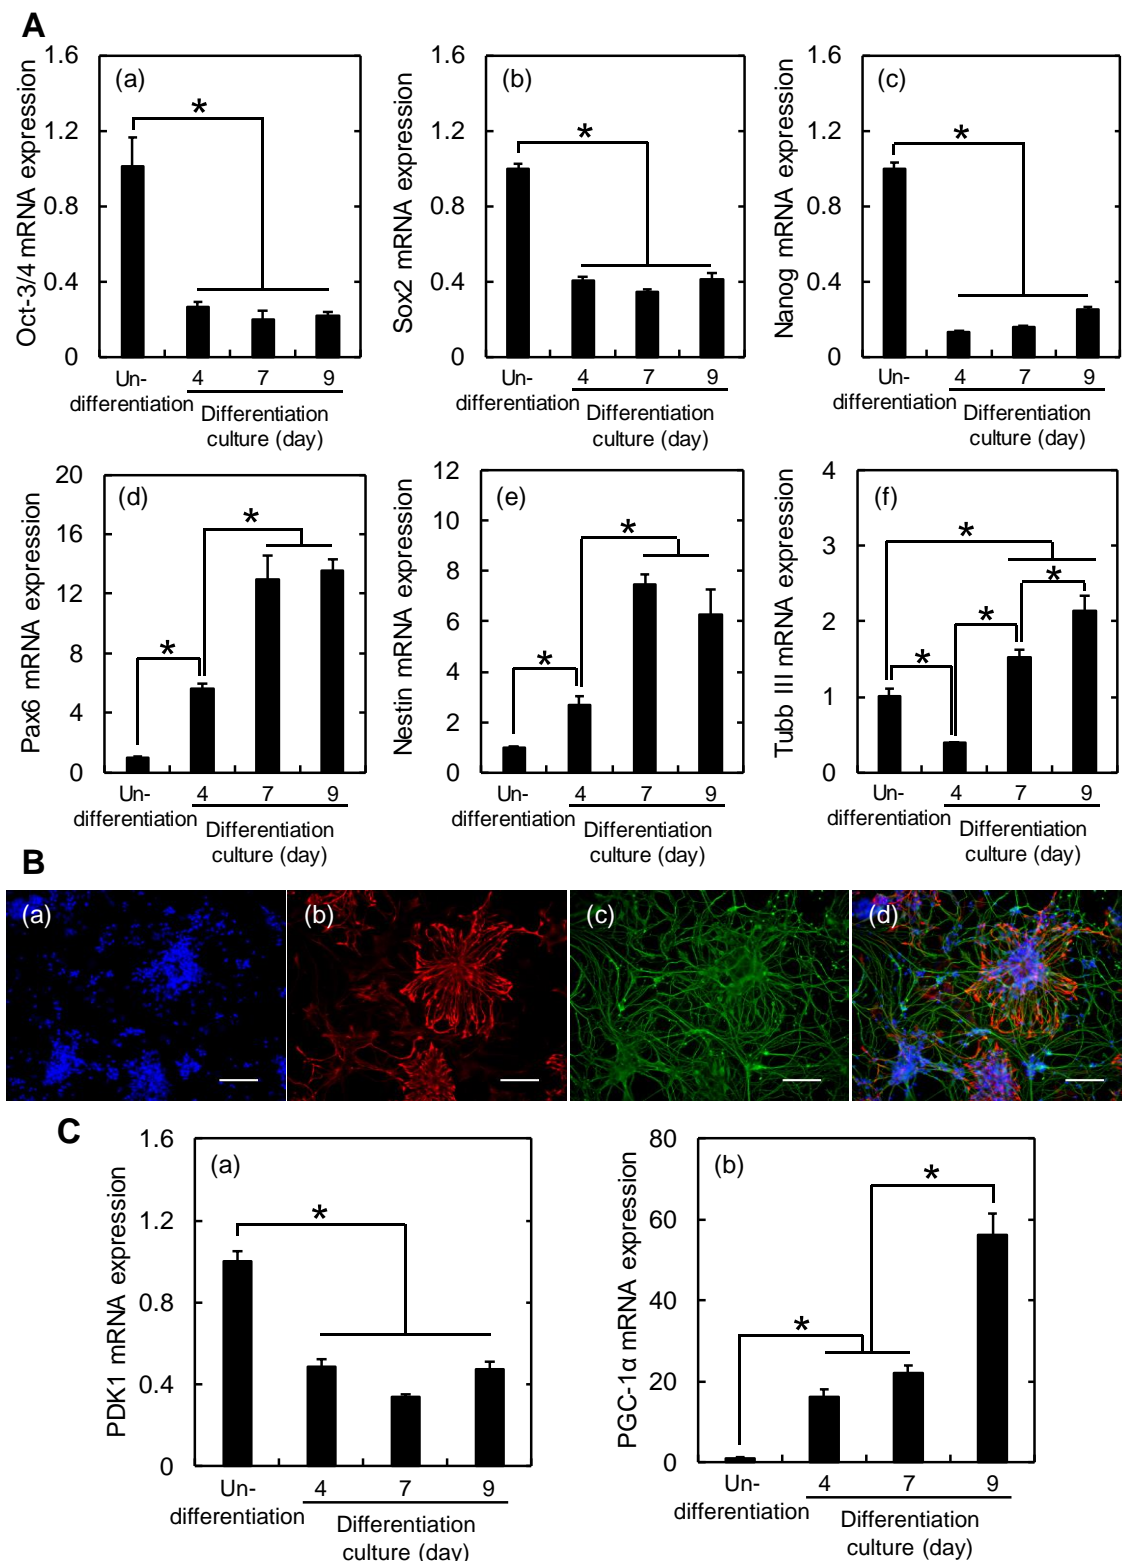 A
(a)
Oct-3/4 mRNA expression
1.6
1.2
0.8
0.4
0
*
Un-
differentiation
4
7
9
Differentiation
culture (day)
(b)
Sox2 mRNA expression
1.6
1.2
0.8
0.4
0
*
Un-
differentiation
4
7
9
Differentiation
culture (day)
(c)
Nanog mRNA expression
1.6
1.2
0.8
0.4
0
*
Un-
differentiation
4
7
9
Differentiation
culture (day)
(d)
Pax6 mRNA expression
20
16
12
8
4
0
*
*
Un-
differentiation
4
7
9
Differentiation
culture (day)
(e)
Nestin mRNA expression
12
10
8
6
4
2
0
*
*
Un-
differentiation
4
7
9
Differentiation
culture (day)
(f)
Tubb III mRNA expression
4
3
2
1
0
*
*
*
*
Un-
differentiation
4
7
9
Differentiation
culture (day)
B
(a)
(b)
(c)
(d)
C
(a)
PDK1 mRNA expression
1.6
1.2
0.8
0.4
0
*
Un-
differentiation
4
7
9
Differentiation
culture (day)
(b)
PGC-1α mRNA expression
80
60
40
20
0
*
*
Un-
differentiation
4
7
9
Differentiation
culture (day)